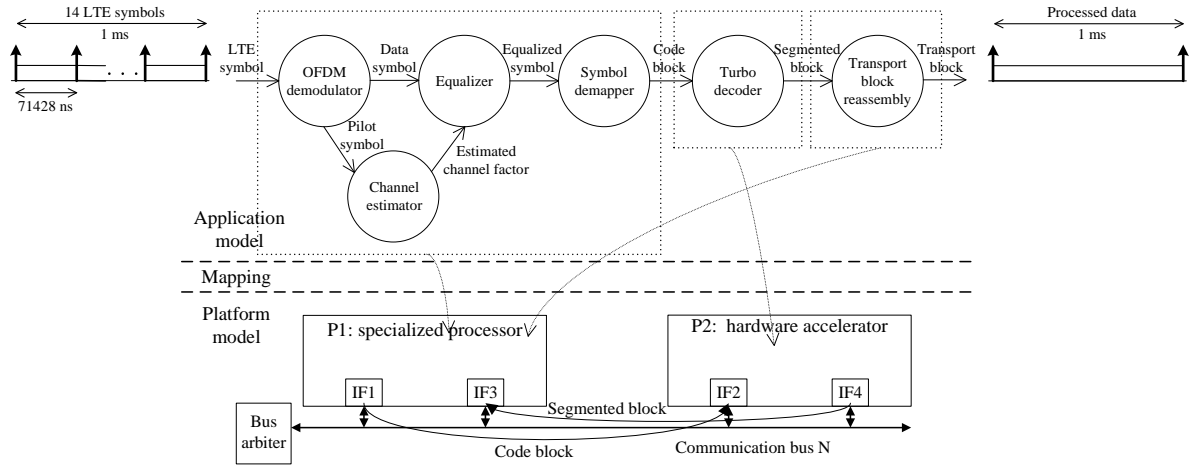 14 LTE symbols
1 ms
. . .
71428 ns
LTE
symbol
OFDM
demodulator
Data
symbol
Equalizer
Equalized
symbol
Symbol
demapper
Code
block
Turbo
decoder
Segmented
block
Transport
block
reassembly
Transport
block
Processed data
1 ms
Pilot
symbol
Estimated
channel factor
Channel
estimator
Application
model
Mapping
Platform
model
P1: specialized processor
P2: hardware accelerator
IF1
IF3
IF2
IF4
Segmented block
Bus
arbiter
Code block
Communication bus N